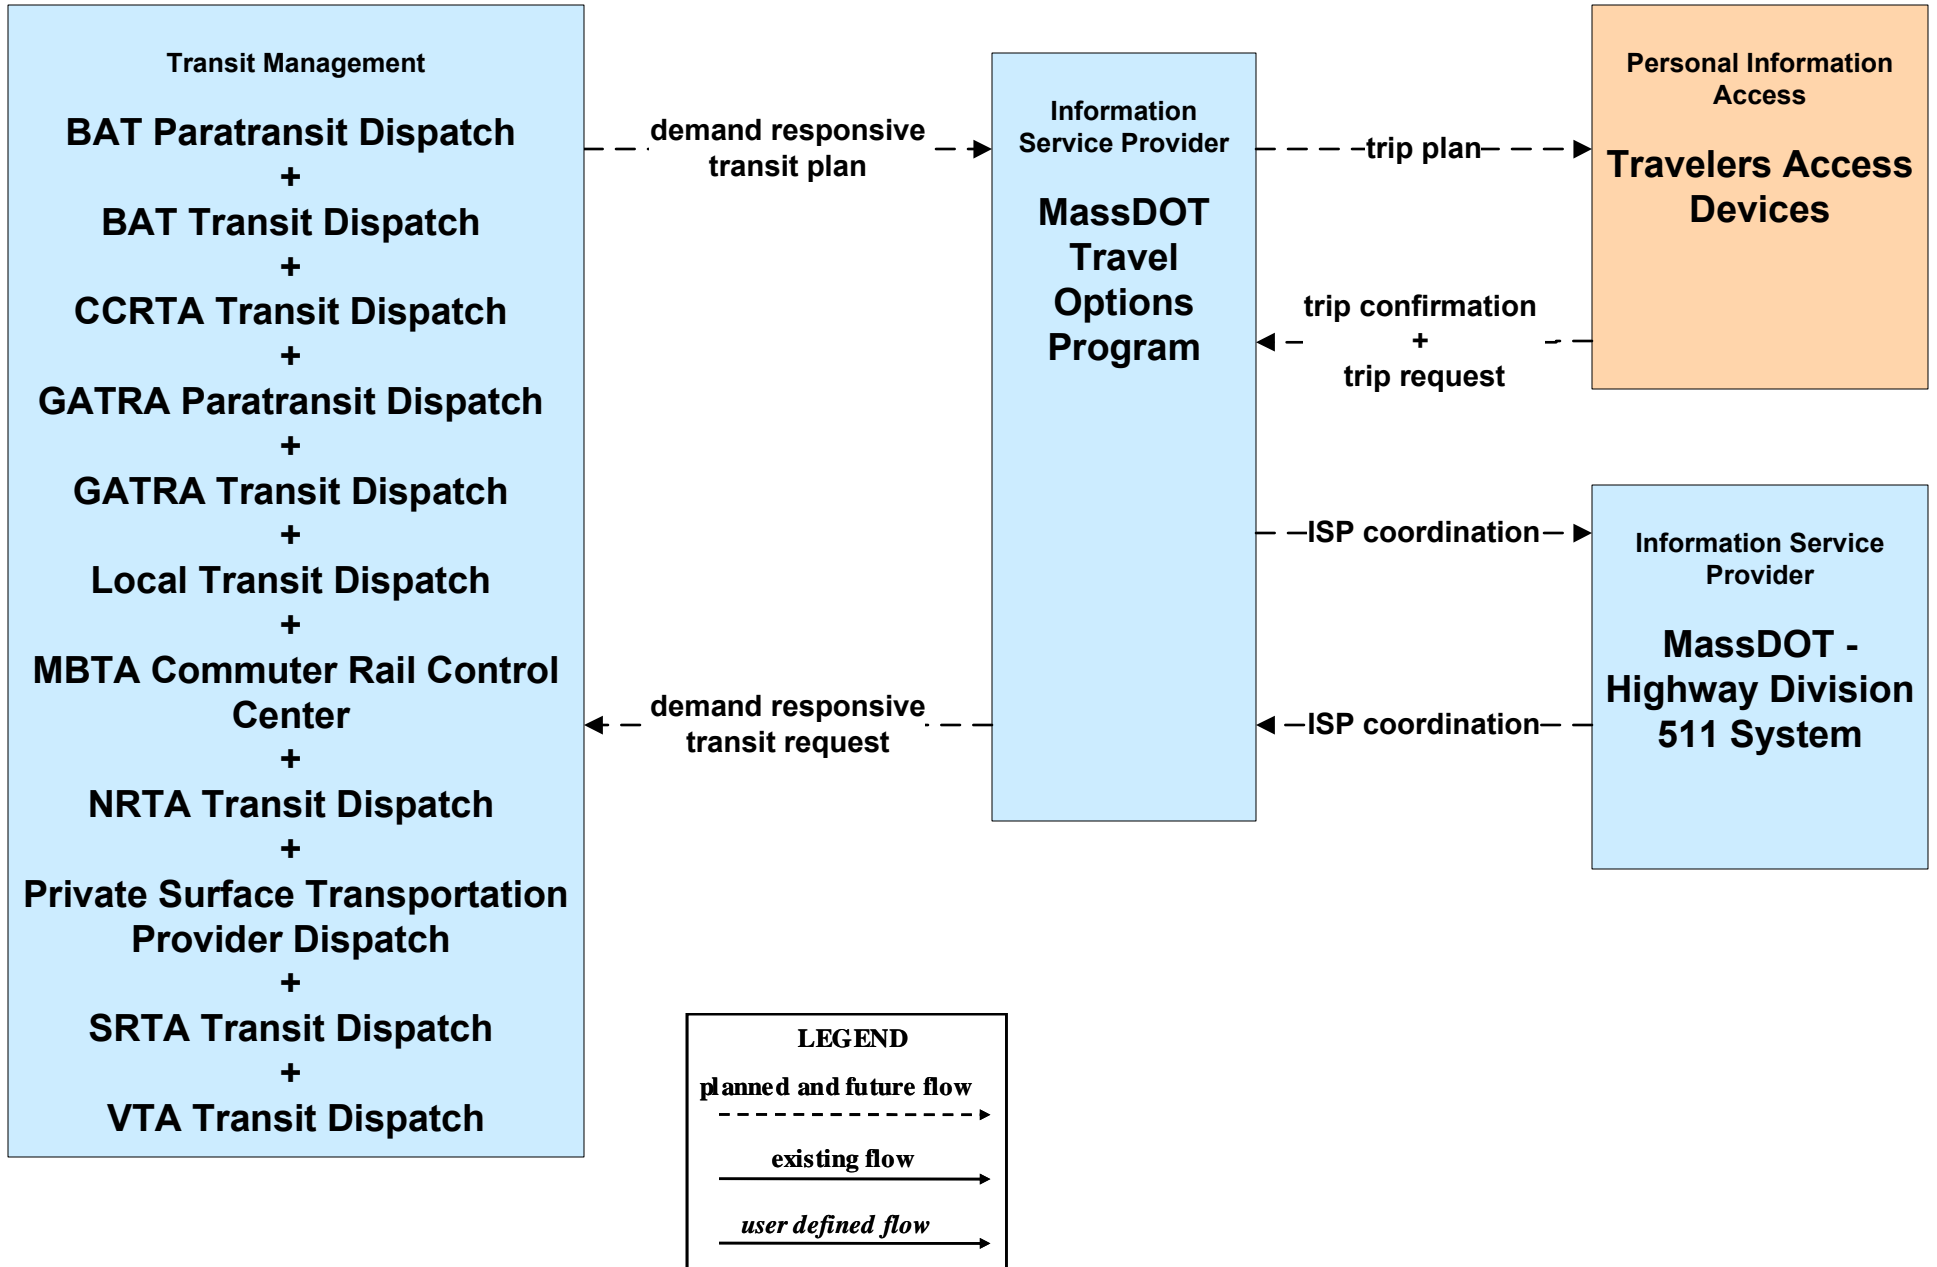 Transit Management
BAT Paratransit Dispatch
+
BAT Transit Dispatch
+
CCRTA Transit Dispatch
+
GATRA Paratransit Dispatch
+
GATRA Transit Dispatch
+
Local Transit Dispatch
+
MBTA Commuter Rail Control
Center
+
NRTA Transit Dispatch
+
Private Surface Transportation
Provider Dispatch
+
SRTA Transit Dispatch
+
VTA Transit Dispatch
demand responsive
transit plan
demand responsive
transit request
Information
Service Provider
MassDOT
Travel
Options
Program
trip plan
trip confirmation
+
trip request
ISP coordination
ISP coordination
Personal Information
Access
Travelers Access
Devices
Information Service
Provider
MassDOT -
Highway Division
511 System
LEGEND
planned and future flow
existing flow
user defined flow